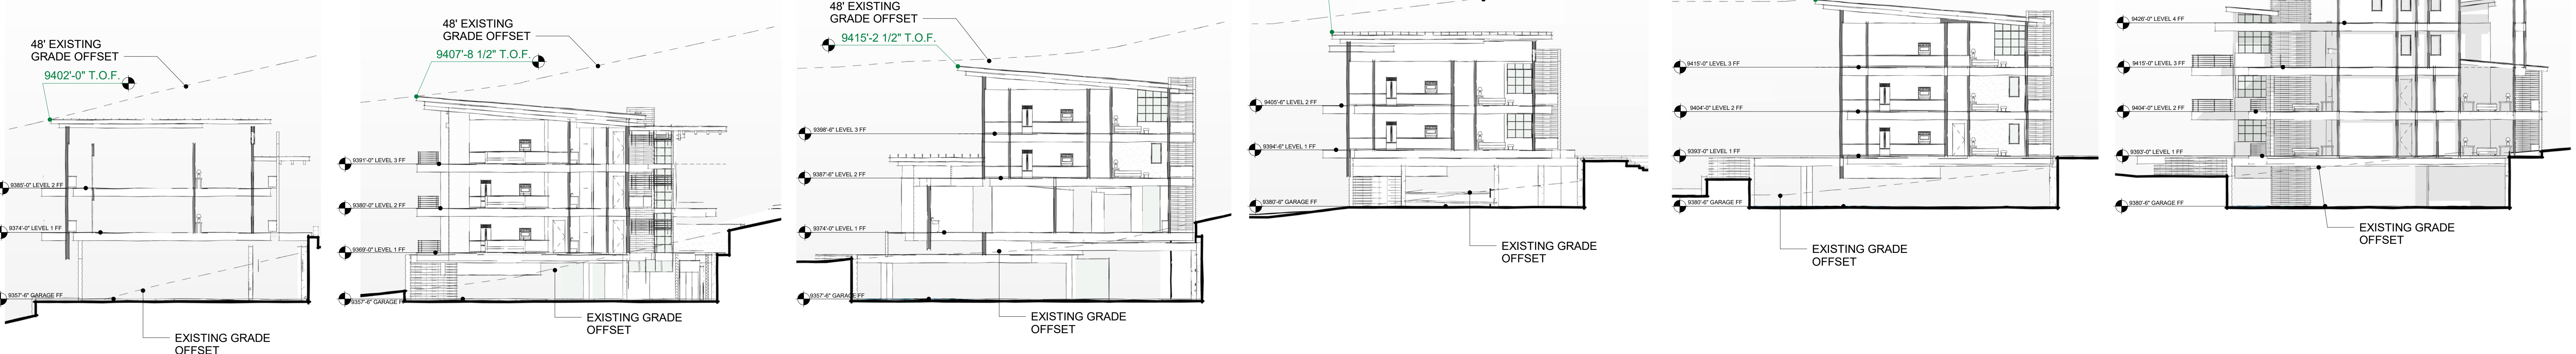 48' EXISTING
GRADE OFFSET
9402'-0" T.O.F.
9385'-0" LEVEL 2 FF
9374'-0" LEVEL 1 FF
9357'-6" GARAGE FF
EXISTING GRADE
OFFSET
48' EXISTING
GRADE OFFSET
9407'-8 1/2" T.O.F.
9391'-0" LEVEL 3 FF
9380'-0" LEVEL 2 FF
9369'-0" LEVEL 1 FF
9357'-6" GARAGE FF
EXISTING GRADE
OFFSET
48' EXISTING
GRADE OFFSET
9415'-2 1/2" T.O.F.
9398'-6" LEVEL 3 FF
9387'-6" LEVEL 2 FF
9374'-0" LEVEL 1 FF
9357'-6" GARAGE FF
EXISTING GRADE
OFFSET
9405'-6" LEVEL 2 FF
9394'-6" LEVEL 1 FF
9380'-6" GARAGE FF
EXISTING GRADE
OFFSET
9415'-0" LEVEL 3 FF
9404'-0" LEVEL 2 FF
9393'-0" LEVEL 1 FF
9380'-6" GARAGE FF
EXISTING GRADE
OFFSET
9426'-0" LEVEL 4 FF
9415'-0" LEVEL 3 FF
9404'-0" LEVEL 2 FF
9393'-0" LEVEL 1 FF
9380'-6" GARAGE FF
EXISTING GRADE
OFFSET